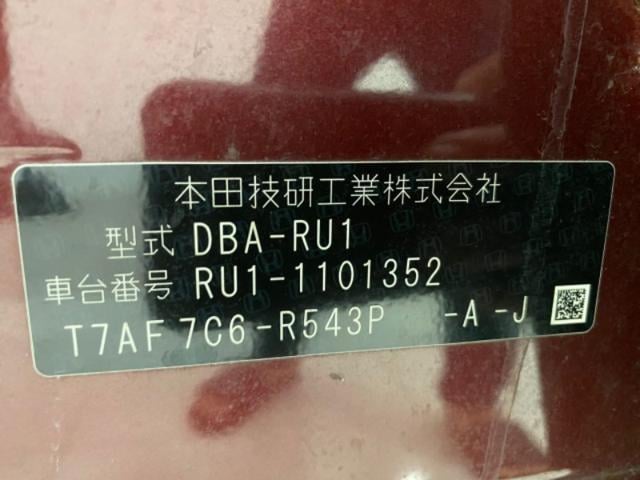 本田技研工業株式会社
型式 DBA-RU1
車台番号 RU1-1101352
T7AF 7C6-R543P -A -J